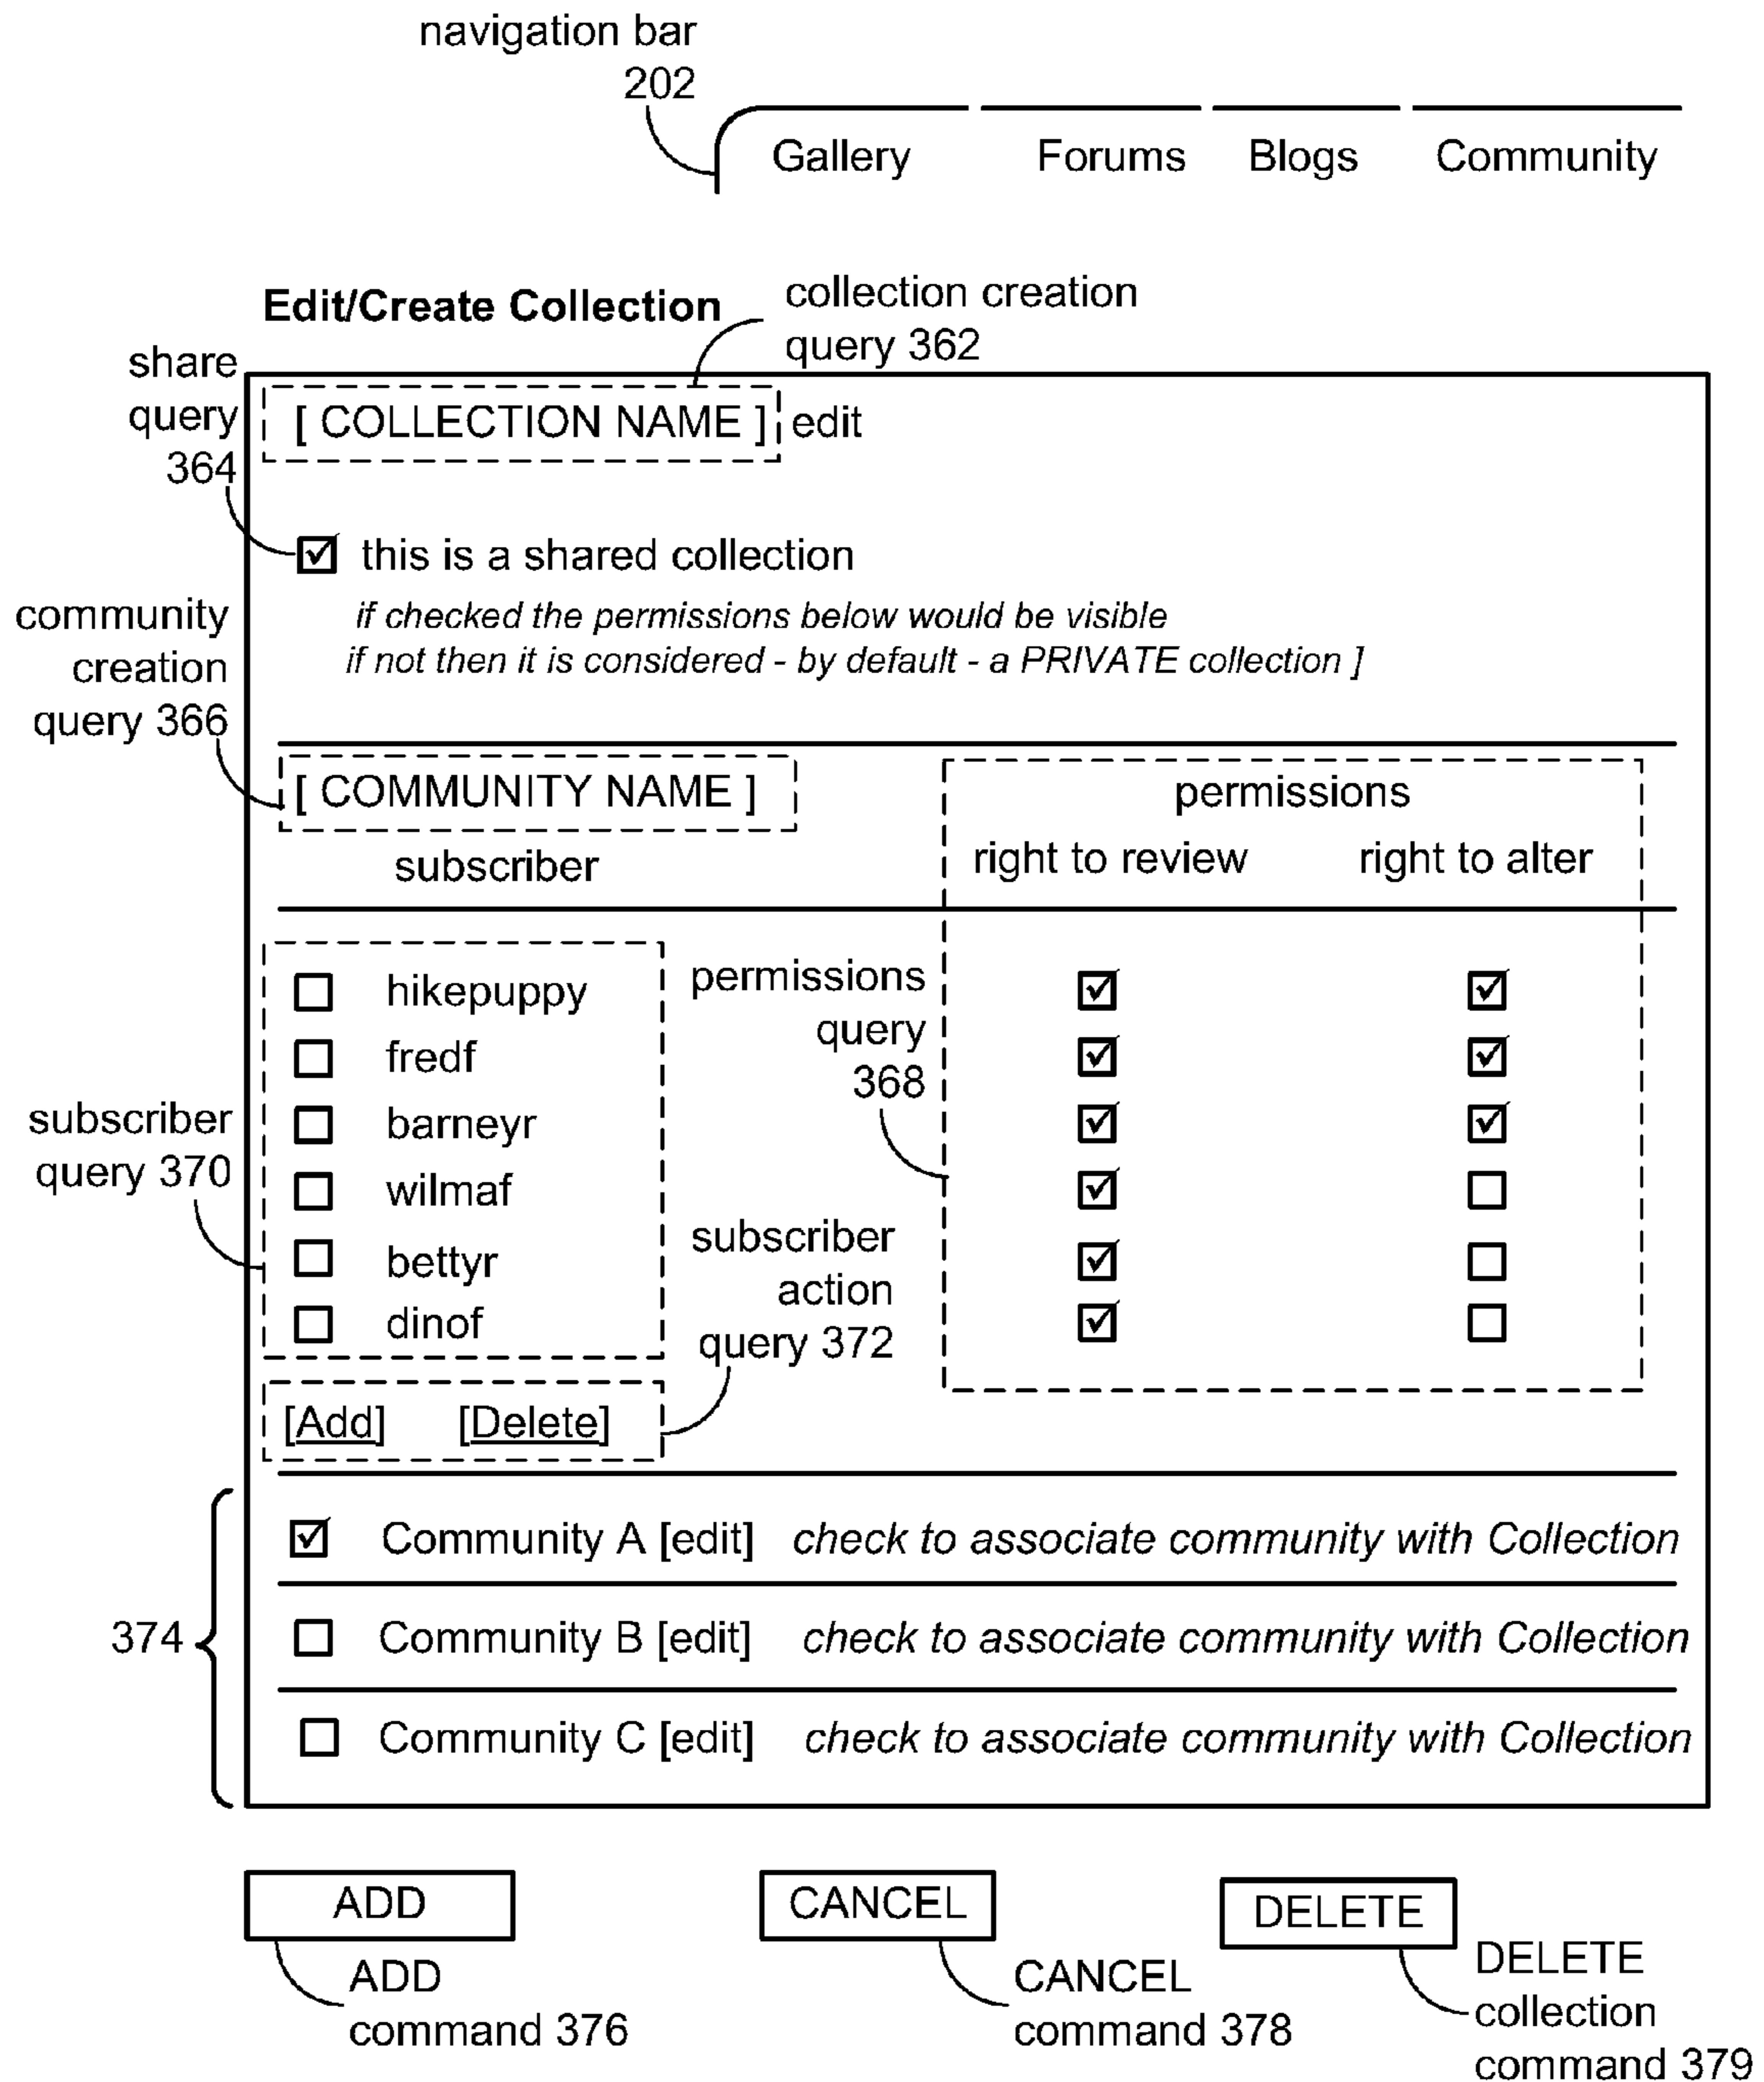 navigation bar
202
Gallery Forums Blogs Community
Edit/Create Collection
collection creation
query 362
share
query
364
[ COLLECTION NAME ] edit
this is a shared collection
if checked the permissions below would be visible
if not then it is considered - by default - a PRIVATE collection ]
community
creation
query 366
[ COMMUNITY NAME ]
subscriber
permissions
right to review right to alter
hikepuppy
fredf
barneyr
wilmaf
bettyr
dinof
permissions
query
368
subscriber
query 370
subscriber
action
query 372
[Add] [Delete]
374
Community A [edit] check to associate community with Collection
Community B [edit] check to associate community with Collection
Community C [edit] check to associate community with Collection
ADD CANCEL DELETE
ADD
command 376
CANCEL
command 378
DELETE
collection
command 379